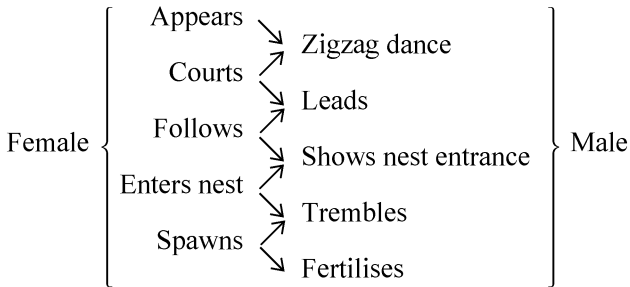 Appears
Zigzag dance
Courts
Leads
Follows
Female
Male
Shows nest entrance
Enters nest
Trembles
Spawns
Fertilises